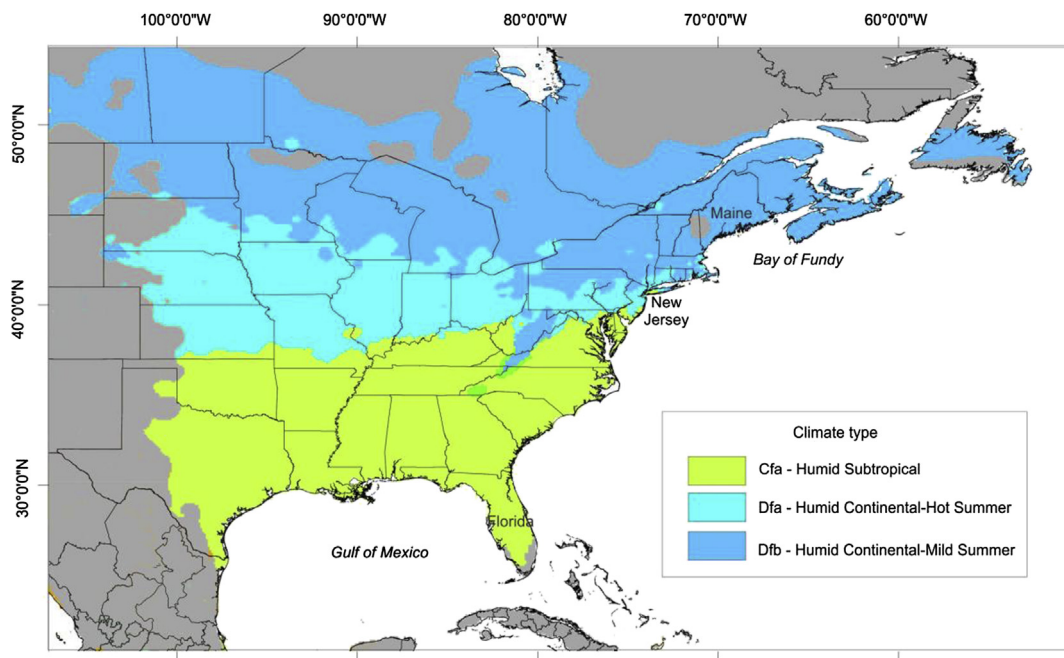 100°0'0"W
90°0'0"W
80°0'0"W
70°0'0"W
60°0'0"W
50°0'0"N
40°0'0"N
30°0'0"N
Maine
Bay of Fundy
New
Jersey
Climate type
Cfa - Humid Subtropical
Dfa - Humid Continental-Hot Summer
Dfb - Humid Continental-Mild Summer
Florida
Gulf of Mexico